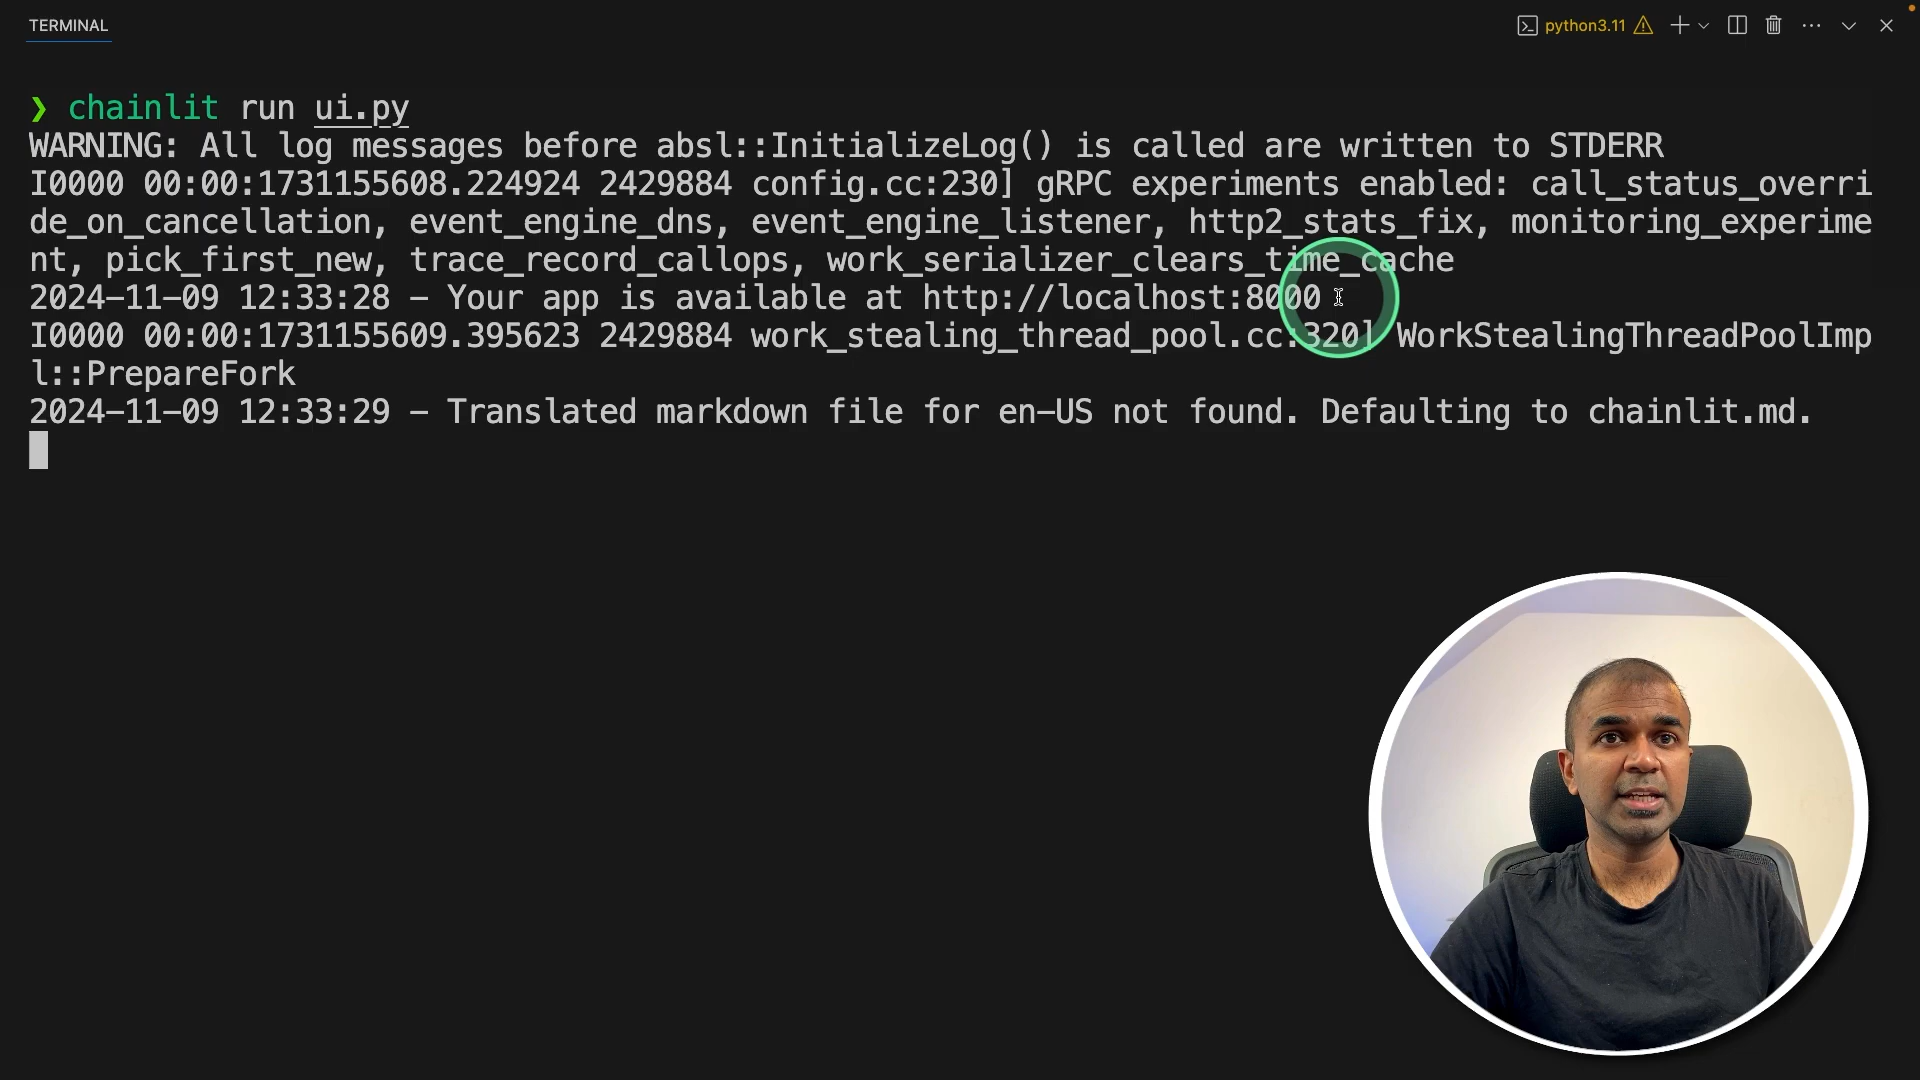 TERMINAL
python3.11
❯ chainlit run ui.py
WARNING: All log messages before absl::InitializeLog() is called are written to STDERR
I0000 00:00:1731155608.224924 2429884 config.cc:230] gRPC experiments enabled: call_status_overri
de_on_cancellation, event_engine_dns, event_engine_listener, http2_stats_fix, monitoring_experime
nt, pick_first_new, trace_record_callops, work_serializer_clears_time_cache
2024-11-09 12:33:28 - Your app is available at http://localhost:8000
I0000 00:00:1731155609.395623 2429884 work_stealing_thread_pool.cc:320] WorkStealingThreadPoolImp
l::PrepareFork
2024-11-09 12:33:29 - Translated markdown file for en-US not found. Defaulting to chainlit.md.